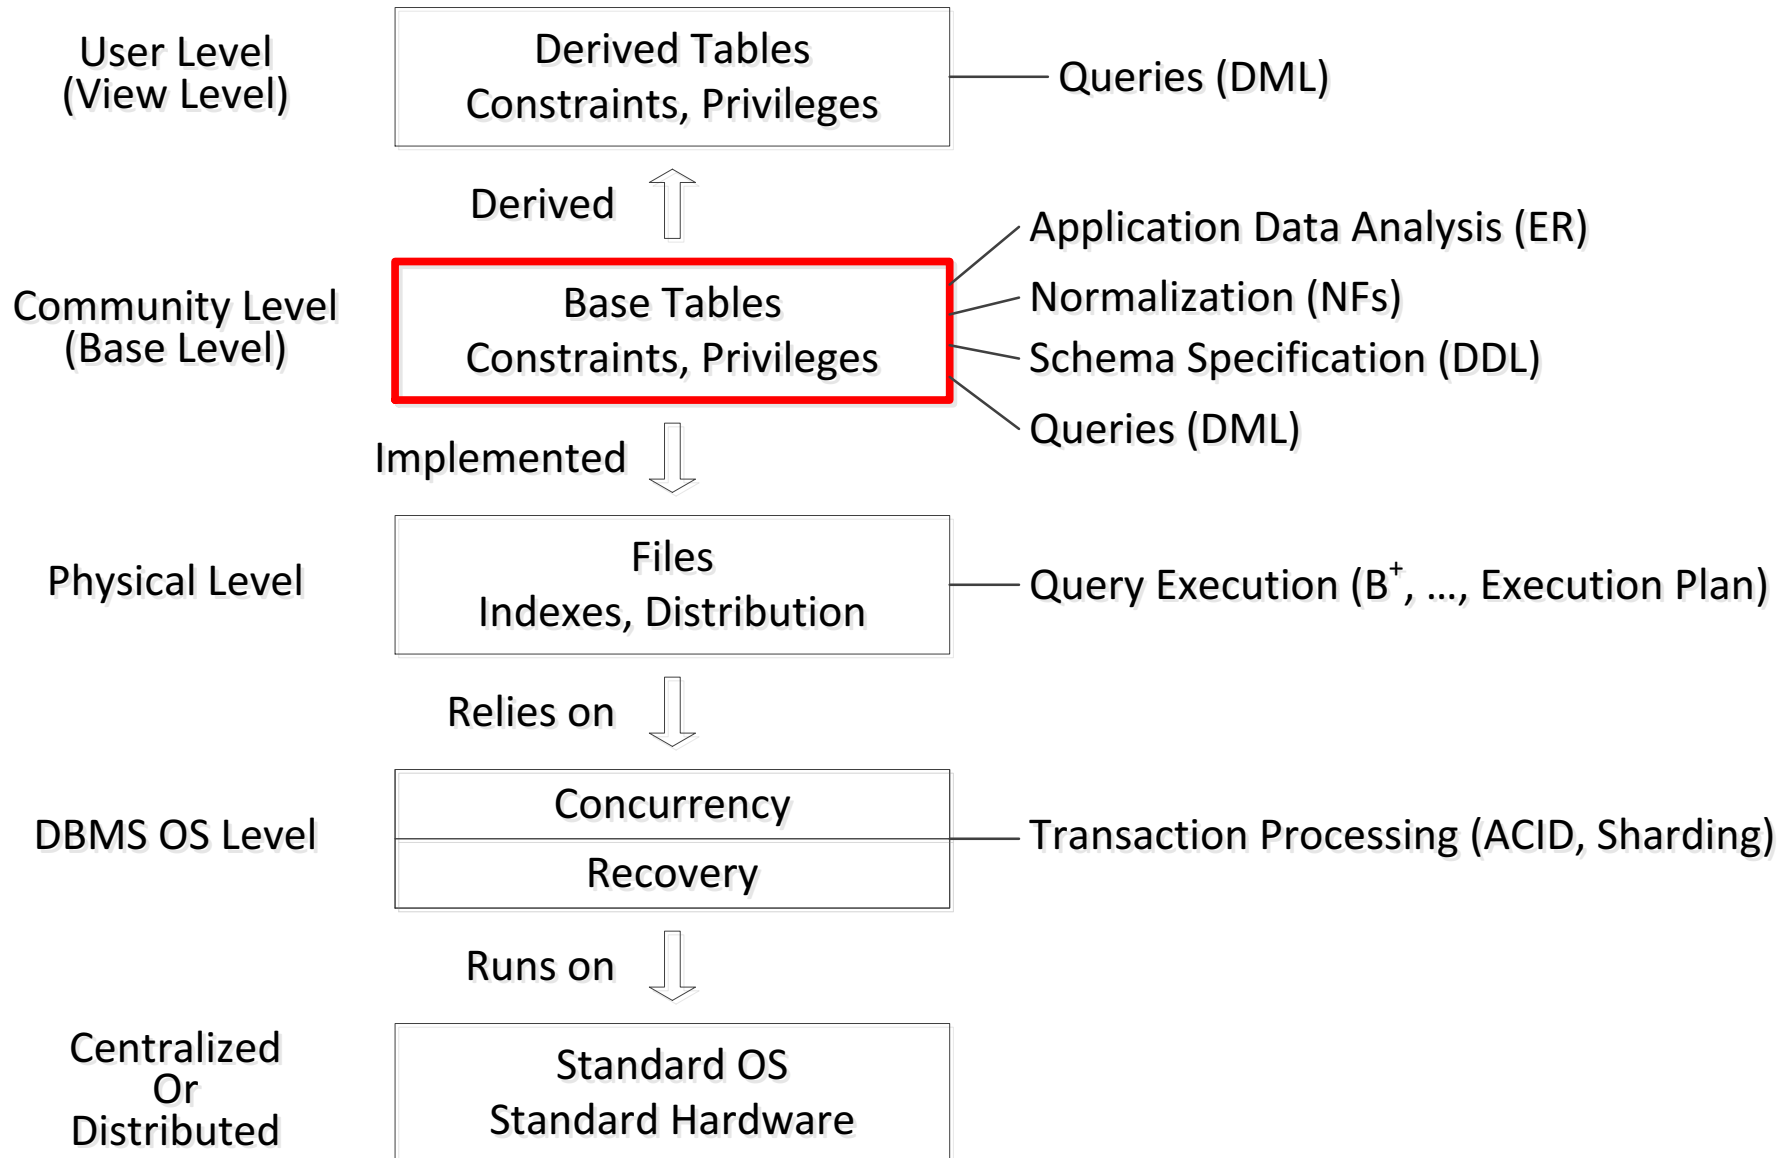 User Level
(View Level)
Derived Tables
Constraints, Privileges
Queries (DML)
Derived
Community Level
(Base Level)
Base Tables
Constraints, Privileges
Application Data Analysis (ER)
Normalization (NFs)
Schema Specification (DDL)
Queries (DML)
Implemented
Physical Level
Files
Indexes, Distribution
Query Execution (B⁺, ..., Execution Plan)
Relies on
DBMS OS Level
Concurrency
Recovery
Transaction Processing (ACID, Sharding)
Runs on
Centralized
Or
Distributed
Standard OS
Standard Hardware